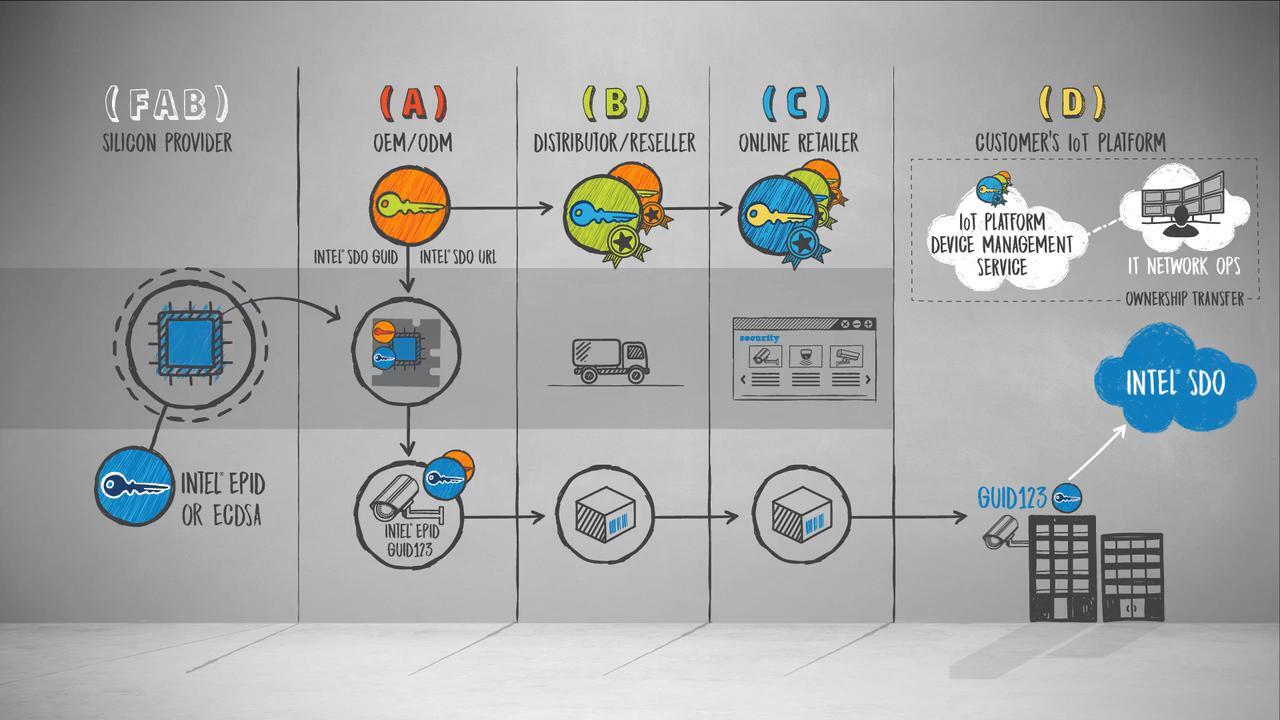 (FAB)
SILICON PROVIDER
(A)
OEM/ODM
(B)
DISTRIBUTOR/RESELLER
(C)
ONLINE RETAILER
(D)
CUSTOMER'S IoT PLATFORM
INTEL® SDO GUID
INTEL® SDO URL
IoT PLATFORM
DEVICE MANAGEMENT
SERVICE
IT NETWORK OPS
OWNERSHIP TRANSFER
security
INTEL® SDO
INTEL® EPID
OR ECDSA
INTEL® EPID
GUID123
GUID123